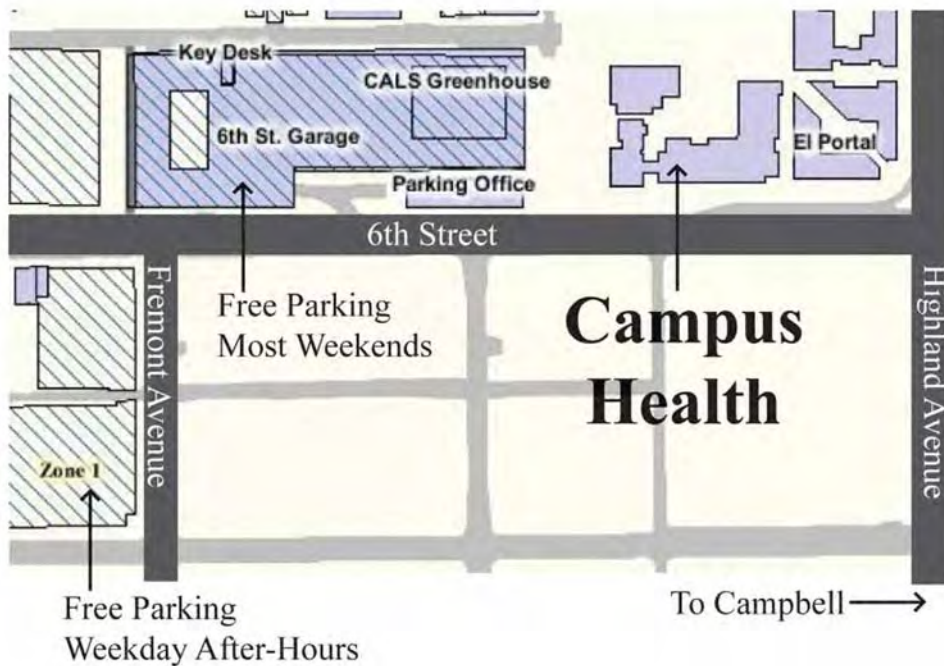 Key Desk
CALS Greenhouse
6th St. Garage
El Portal
Parking Office
6th Street
Fremont Avenue
Highland Avenue
Free Parking
Most Weekends
Campus
Health
Zone 1
Free Parking
Weekday After-Hours
To Campbell